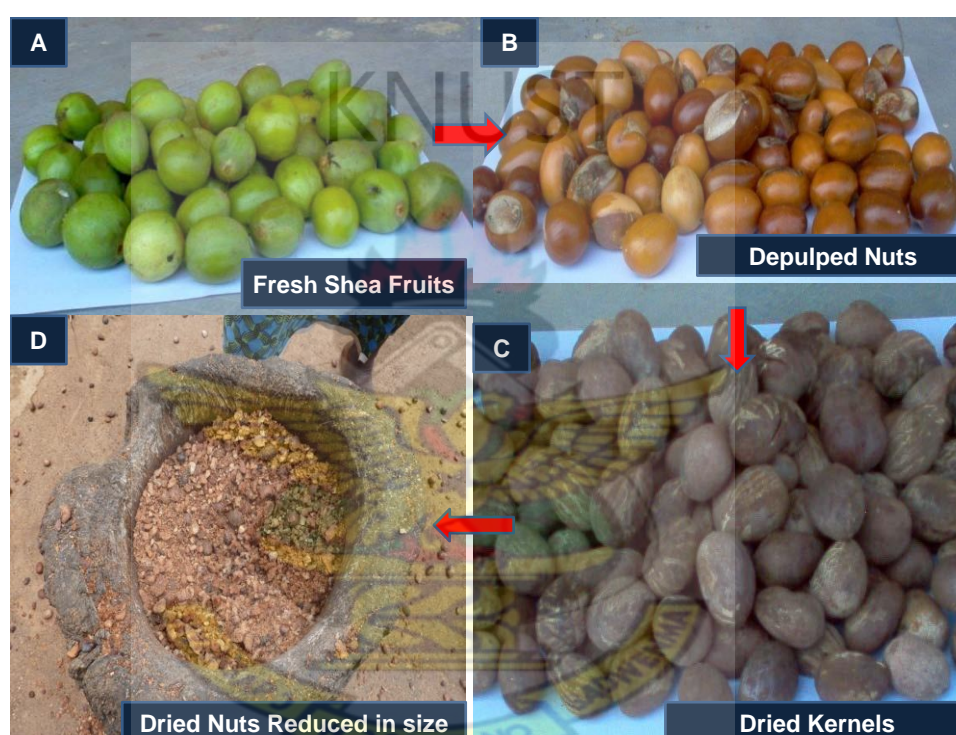 A
B
KNUST
Fresh Shea Fruits
Depulped Nuts
D
C
Dried Nuts Reduced in size
Dried Kernels